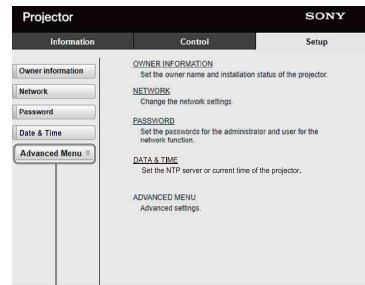 Projector
SONY
Information
Control
Setup
Owner information
Network
Password
Date & Time
Advanced Menu
OWNER INFORMATION
Set the owner name and installation status of the projector.
NETWORK
Change the network settings.
PASSWORD
Set the passwords for the administrator and user for the
network function.
DATA & TIME
Set the NTP server or current time of the projector.
ADVANCED MENU
Advanced settings.